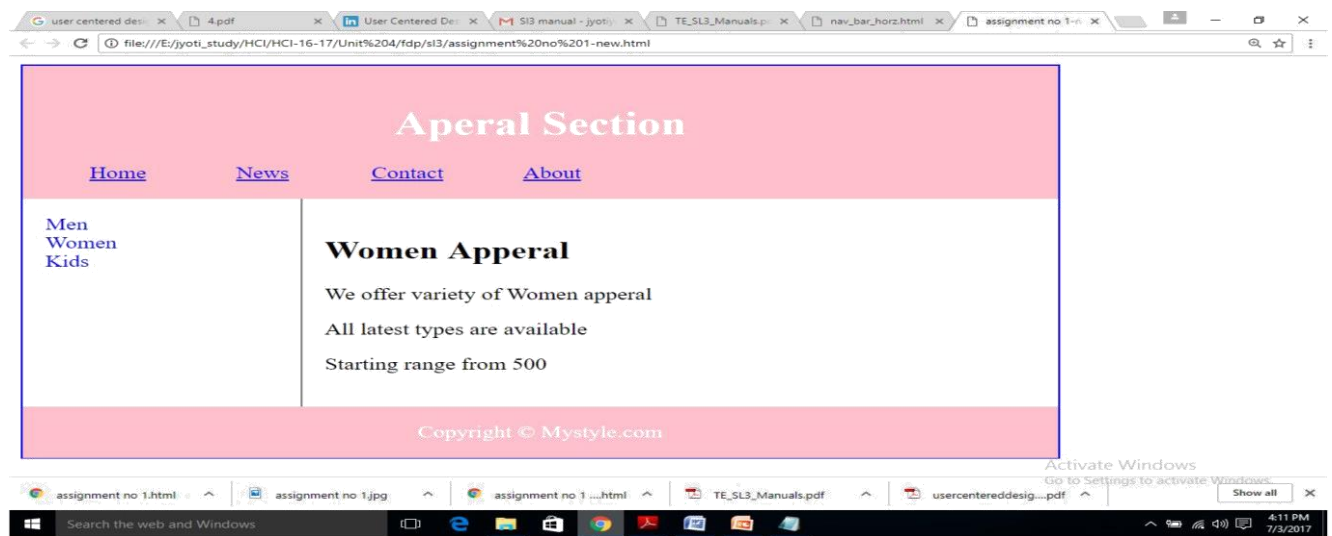 user centered desi
4.pdf
User Centered Des
Sl3 manual - jyoti
TE_SL3_Manuals.p
nav_bar_horz.html
assignment no 1-n
file:///E:/jyoti_study/HCI/HCI-16-17/Unit%204/fdp/sl3/assignment%20no%201-new.html
Aperal Section
Home News Contact About
Men
Women
Kids
Women Apperal
We offer variety of Women apperal
All latest types are available
Starting range from 500
Copyright © Mystyle.com
Activate Windows
Go to Settings to activate Windows.
assignment no 1.html
assignment no 1.jpg
assignment no 1 ....html
TE_SL3_Manuals.pdf
usercentereddesig....pdf
Show all
Search the web and Windows
4:11 PM
7/3/2017